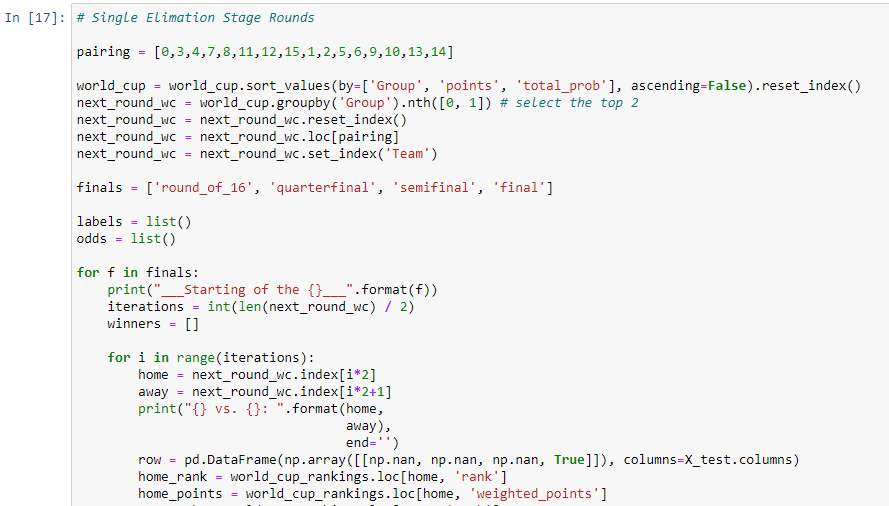 In [17]: # Single Elimation Stage Rounds
pairing = [0,3,4,7,8,11,12,15,1,2,5,6,9,10,13,14]
world_cup = world_cup.sort_values(by=['Group', 'points', 'total_prob'], ascending=False).reset_index()
next_round_wc = world_cup.groupby('Group').nth([0, 1]) # select the top 2
next_round_wc = next_round_wc.reset_index()
next_round_wc = next_round_wc.loc[pairing]
next_round_wc = next_round_wc.set_index('Team')
finals = ['round_of_16', 'quarterfinal', 'semifinal', 'final']
labels = list()
odds = list()
for f in finals:
    print("___Starting of the {}___".format(f))
    iterations = int(len(next_round_wc) / 2)
    winners = []
    for i in range(iterations):
        home = next_round_wc.index[i*2]
        away = next_round_wc.index[i*2+1]
        print("{} vs. {}: ".format(home,
                                   away),
                                   end='')
        row = pd.DataFrame(np.array([[np.nan, np.nan, np.nan, True]]), columns=X_test.columns)
        home_rank = world_cup_rankings.loc[home, 'rank']
        home_points = world_cup_rankings.loc[home, 'weighted_points']